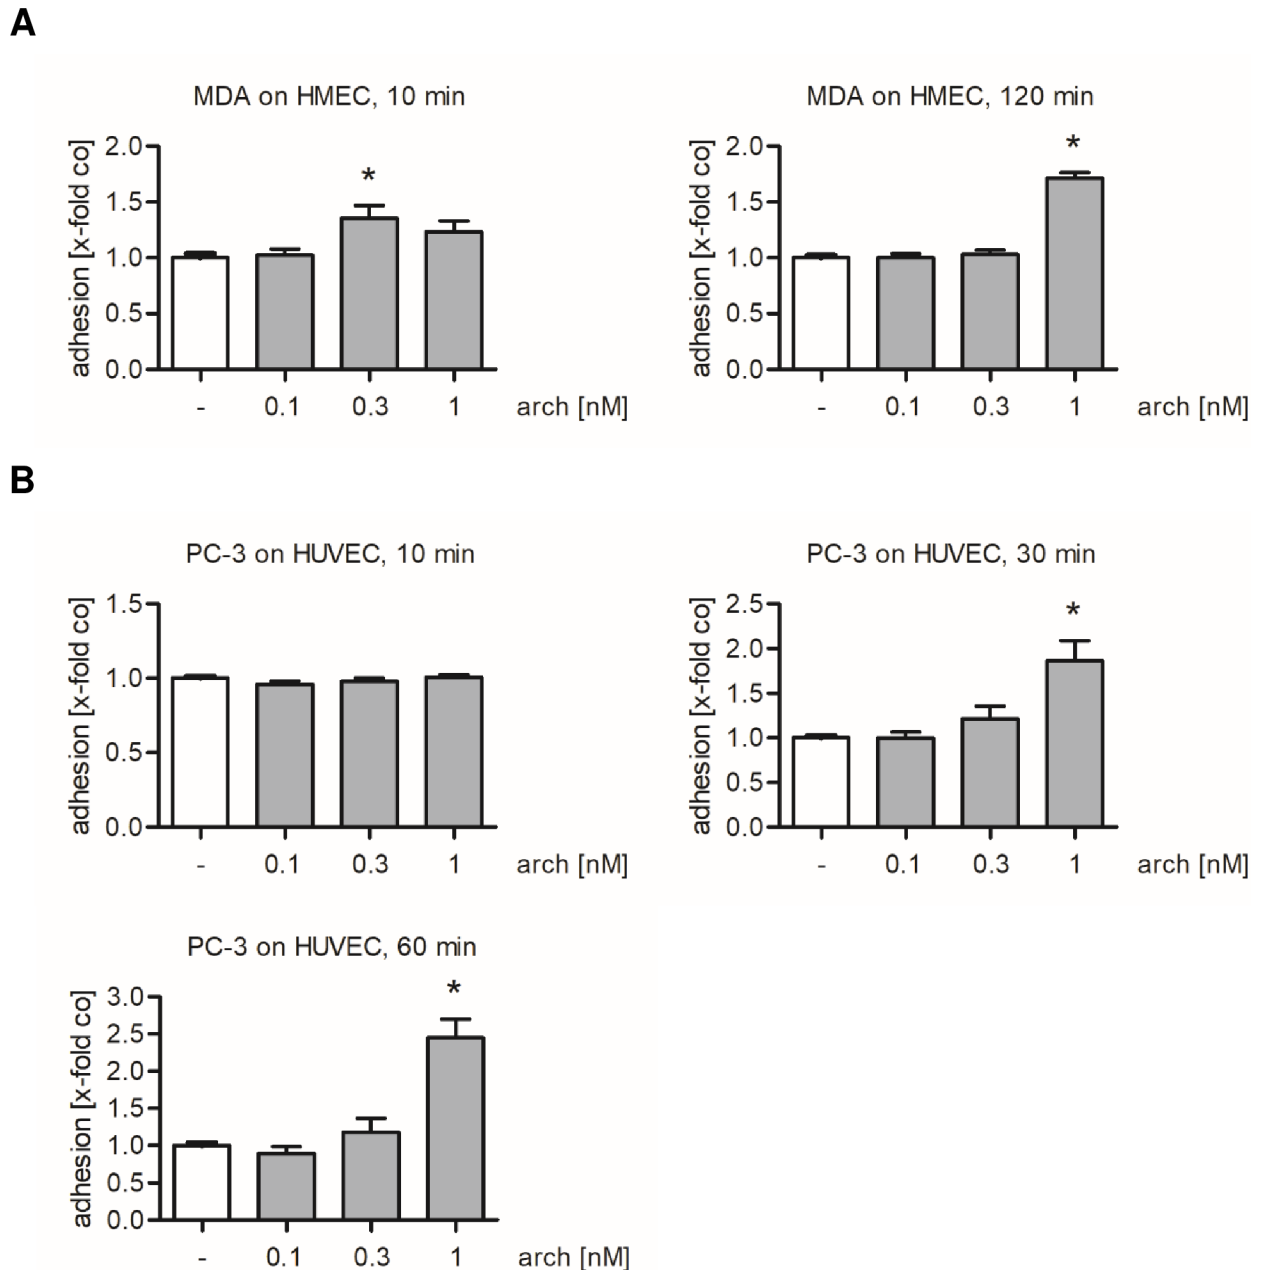 A
MDA on HMEC, 10 min
adhesion [x-fold co]
2.0
1.5
1.0
0.5
0.0
- 0.1 0.3 1 arch [nM]
*
MDA on HMEC, 120 min
adhesion [x-fold co]
2.0
1.5
1.0
0.5
0.0
- 0.1 0.3 1 arch [nM]
*
B
PC-3 on HUVEC, 10 min
adhesion [x-fold co]
1.5
1.0
0.5
0.0
- 0.1 0.3 1 arch [nM]
PC-3 on HUVEC, 30 min
adhesion [x-fold co]
2.5
2.0
1.5
1.0
0.5
0.0
- 0.1 0.3 1 arch [nM]
*
PC-3 on HUVEC, 60 min
adhesion [x-fold co]
3.0
2.5
2.0
1.5
1.0
0.5
0.0
- 0.1 0.3 1 arch [nM]
*